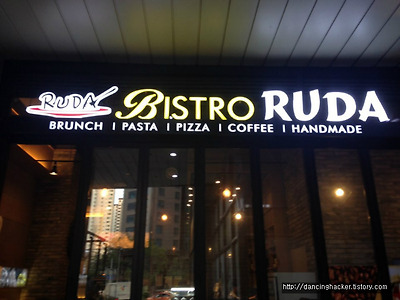 RUDA BISTRO RUDA
BRUNCH | PASTA | PIZZA | COFFEE | HANDMADE
http://dancinghacker.tistory.com